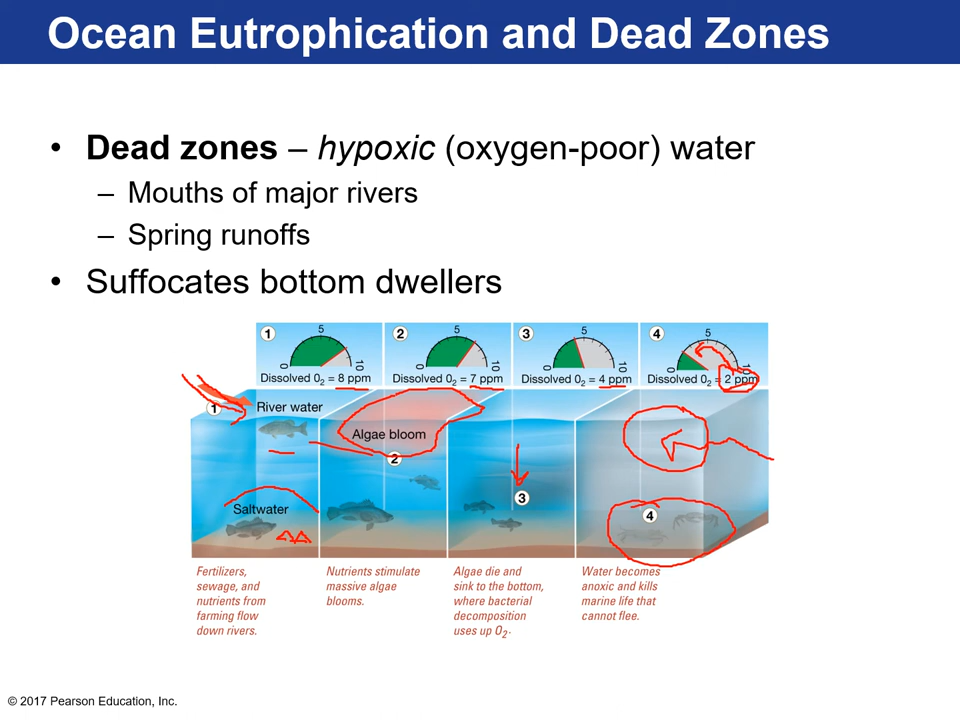 Ocean Eutrophication and Dead Zones
• Dead zones – hypoxic (oxygen-poor) water
– Mouths of major rivers
– Spring runoffs
• Suffocates bottom dwellers
1
0 5 10
Dissolved O₂ = 8 ppm
2
0 5 10
Dissolved O₂ = 7 ppm
3
0 5 10
Dissolved O₂ = 4 ppm
4
0 5 10
Dissolved O₂ = 2 ppm
1
River water
Saltwater
Algae bloom
2
3
4
Fertilizers,
sewage, and
nutrients from
farming flow
down rivers.
Nutrients stimulate
massive algae
blooms.
Algae die and
sink to the bottom,
where bacterial
decomposition
uses up O₂.
Water becomes
anoxic and kills
marine life that
cannot flee.
© 2017 Pearson Education, Inc.